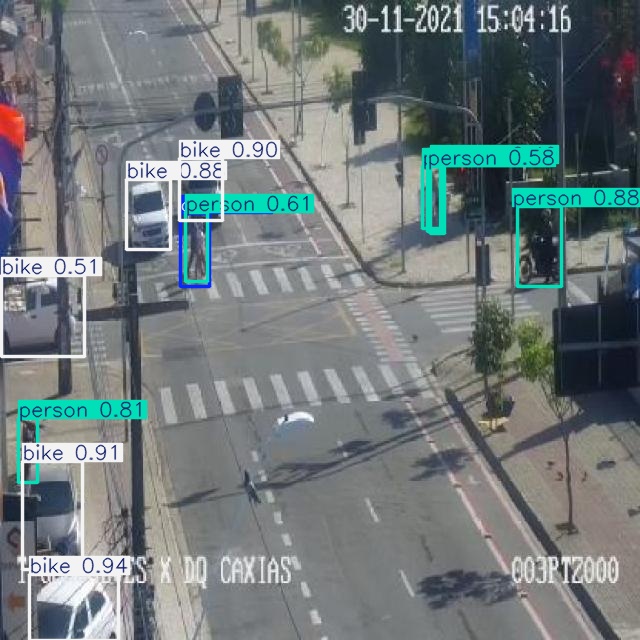 30-11-2021 15:04:16
bike 0.90
bike 0.88
person 0.58
person 0.61
person 0.88
bike 0.51
person 0.81
bike 0.91
bike 0.94
X DQ CAXIAS
003PTZ000